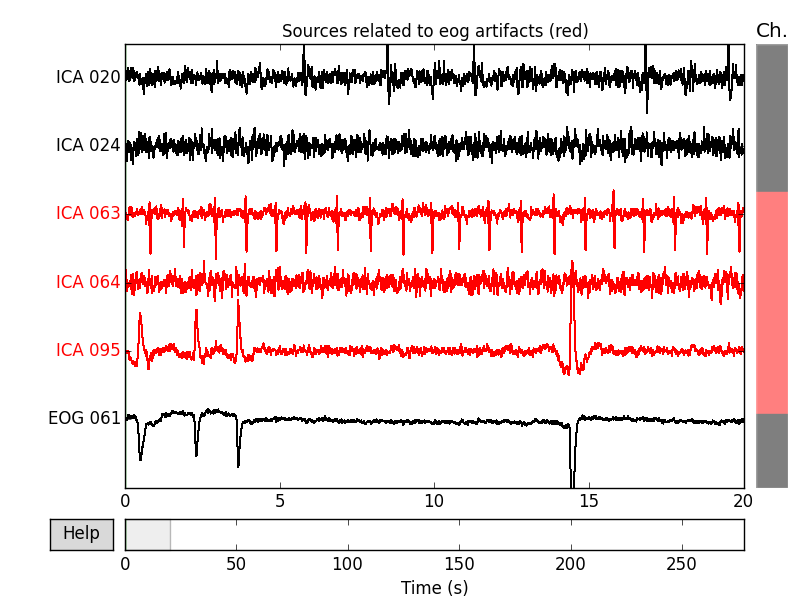 Sources related to eog artifacts (red)
Ch.
ICA 020
ICA 024
ICA 063
ICA 064
ICA 095
EOG 061
0 5 10 15 20
Help
0 50 100 150 200 250
Time (s)